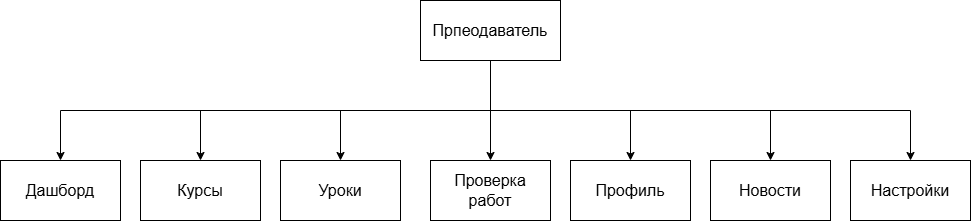 Прпеодаватель
Дашборд
Курсы
Уроки
Проверка
работ
Профиль
Новости
Настройки